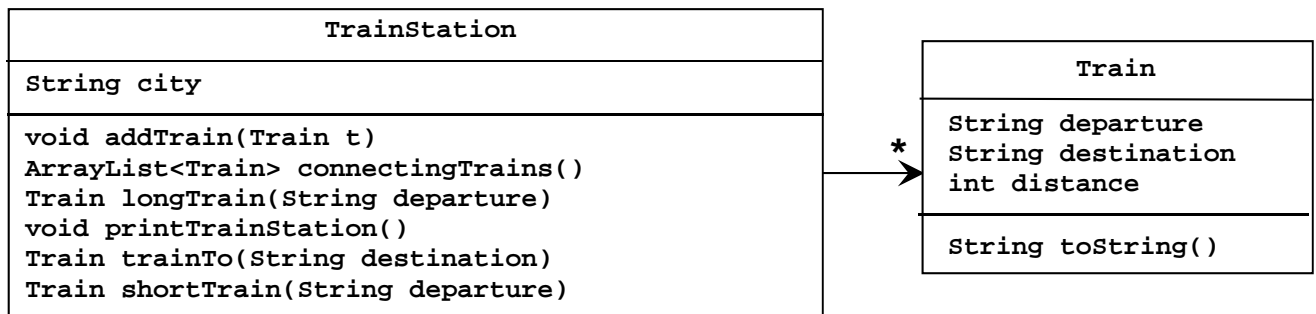 TrainStation
String city
void addTrain(Train t)
ArrayList<Train> connectingTrains()
Train longTrain(String departure)
void printTrainStation()
Train trainTo(String destination)
Train shortTrain(String departure)
*
Train
String departure
String destination
int distance
String toString()